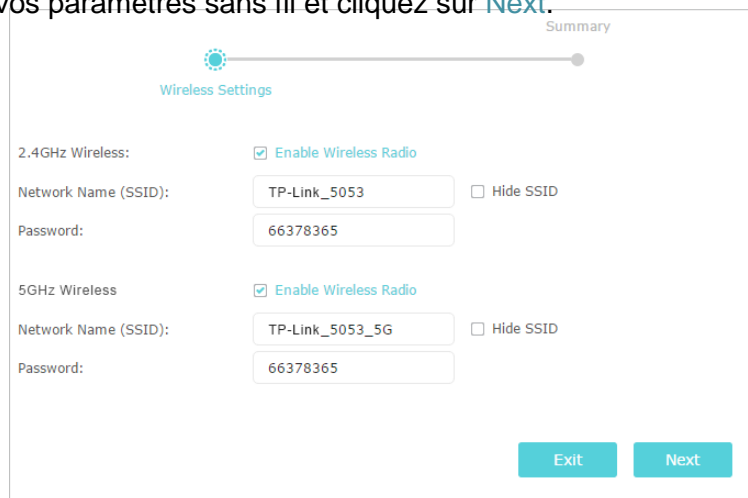 vos paramètres sans fil et cliquez sur Next.
Summary
Wireless Settings
2.4GHz Wireless: Enable Wireless Radio
Network Name (SSID): TP-Link_5053 Hide SSID
Password: 66378365
5GHz Wireless Enable Wireless Radio
Network Name (SSID): TP-Link_5053_5G Hide SSID
Password: 66378365
Exit Next